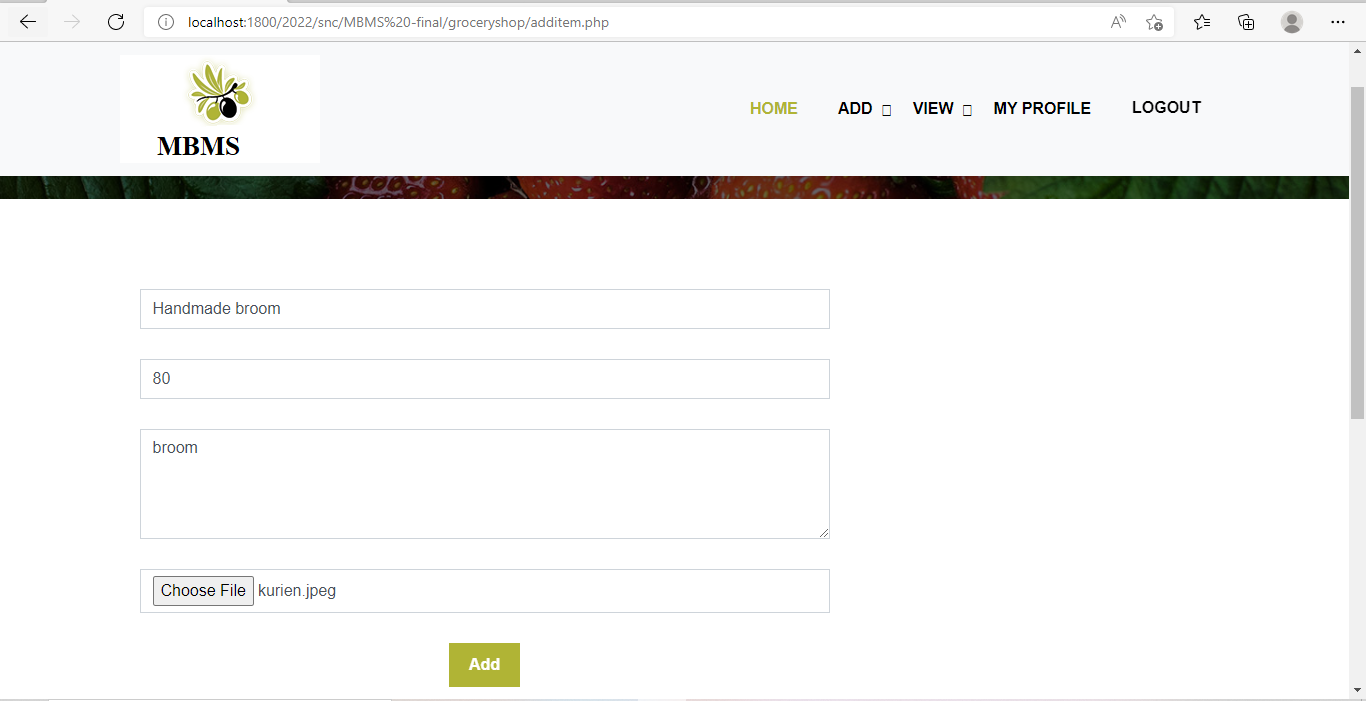 localhost:1800/2022/snc/MBMS%20-final/groceryshop/additem.php
MBMS
HOME ADD VIEW MY PROFILE LOGOUT
Handmade broom
80
broom
Choose File kurien.jpeg
Add